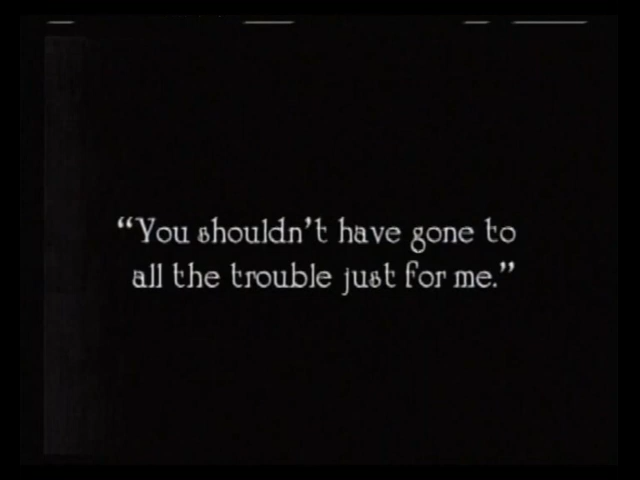 “You shouldn’t have gone to
all the trouble just for me.”